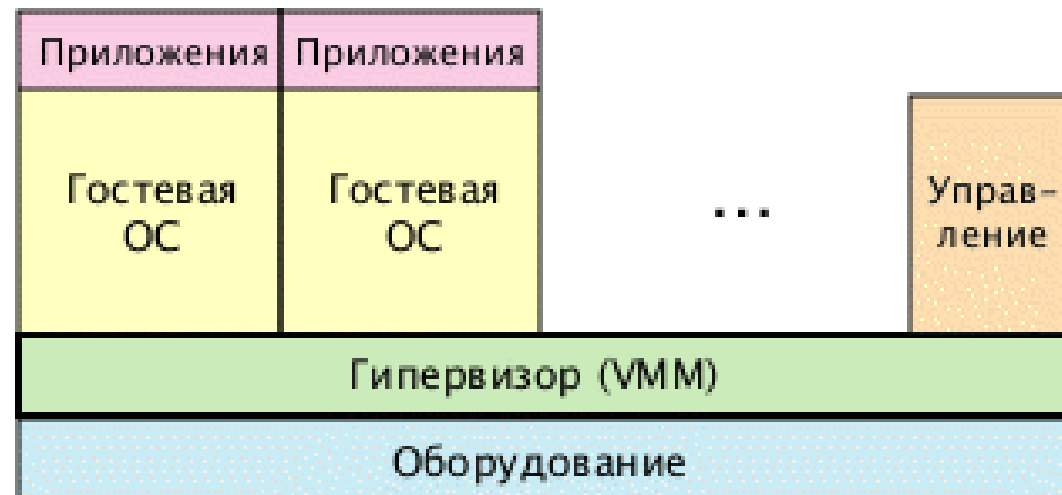 Приложения
Приложения
Гостевая
ОС
Гостевая
ОС
...
Управ-
ление
Гипервизор (VMM)
Оборудование